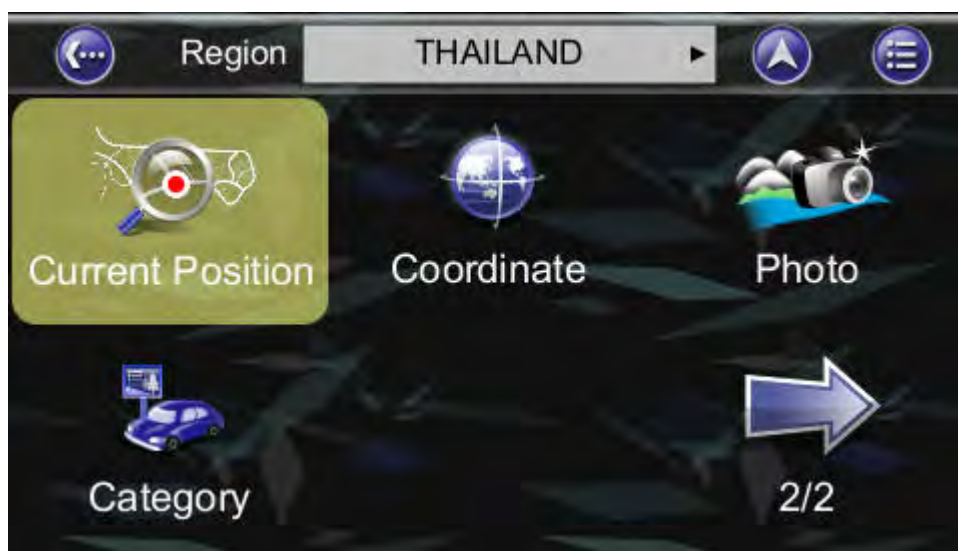 Region THAILAND
Current Position Coordinate Photo
Category 2/2